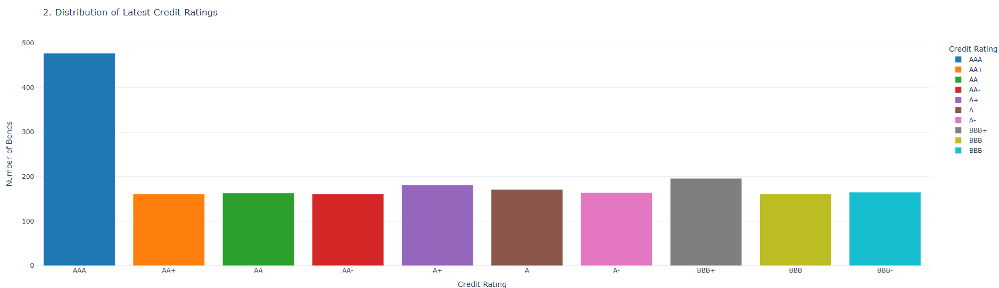 2. Distribution of Latest Credit Ratings
500
400
300
200
100
0
Number of Bonds
AAA
AA+
AA
AA-
A+
A
A-
BBB+
BBB
BBB-
Credit Rating
Credit Rating
AAA
AA+
AA
AA-
A+
A
A-
BBB+
BBB
BBB-